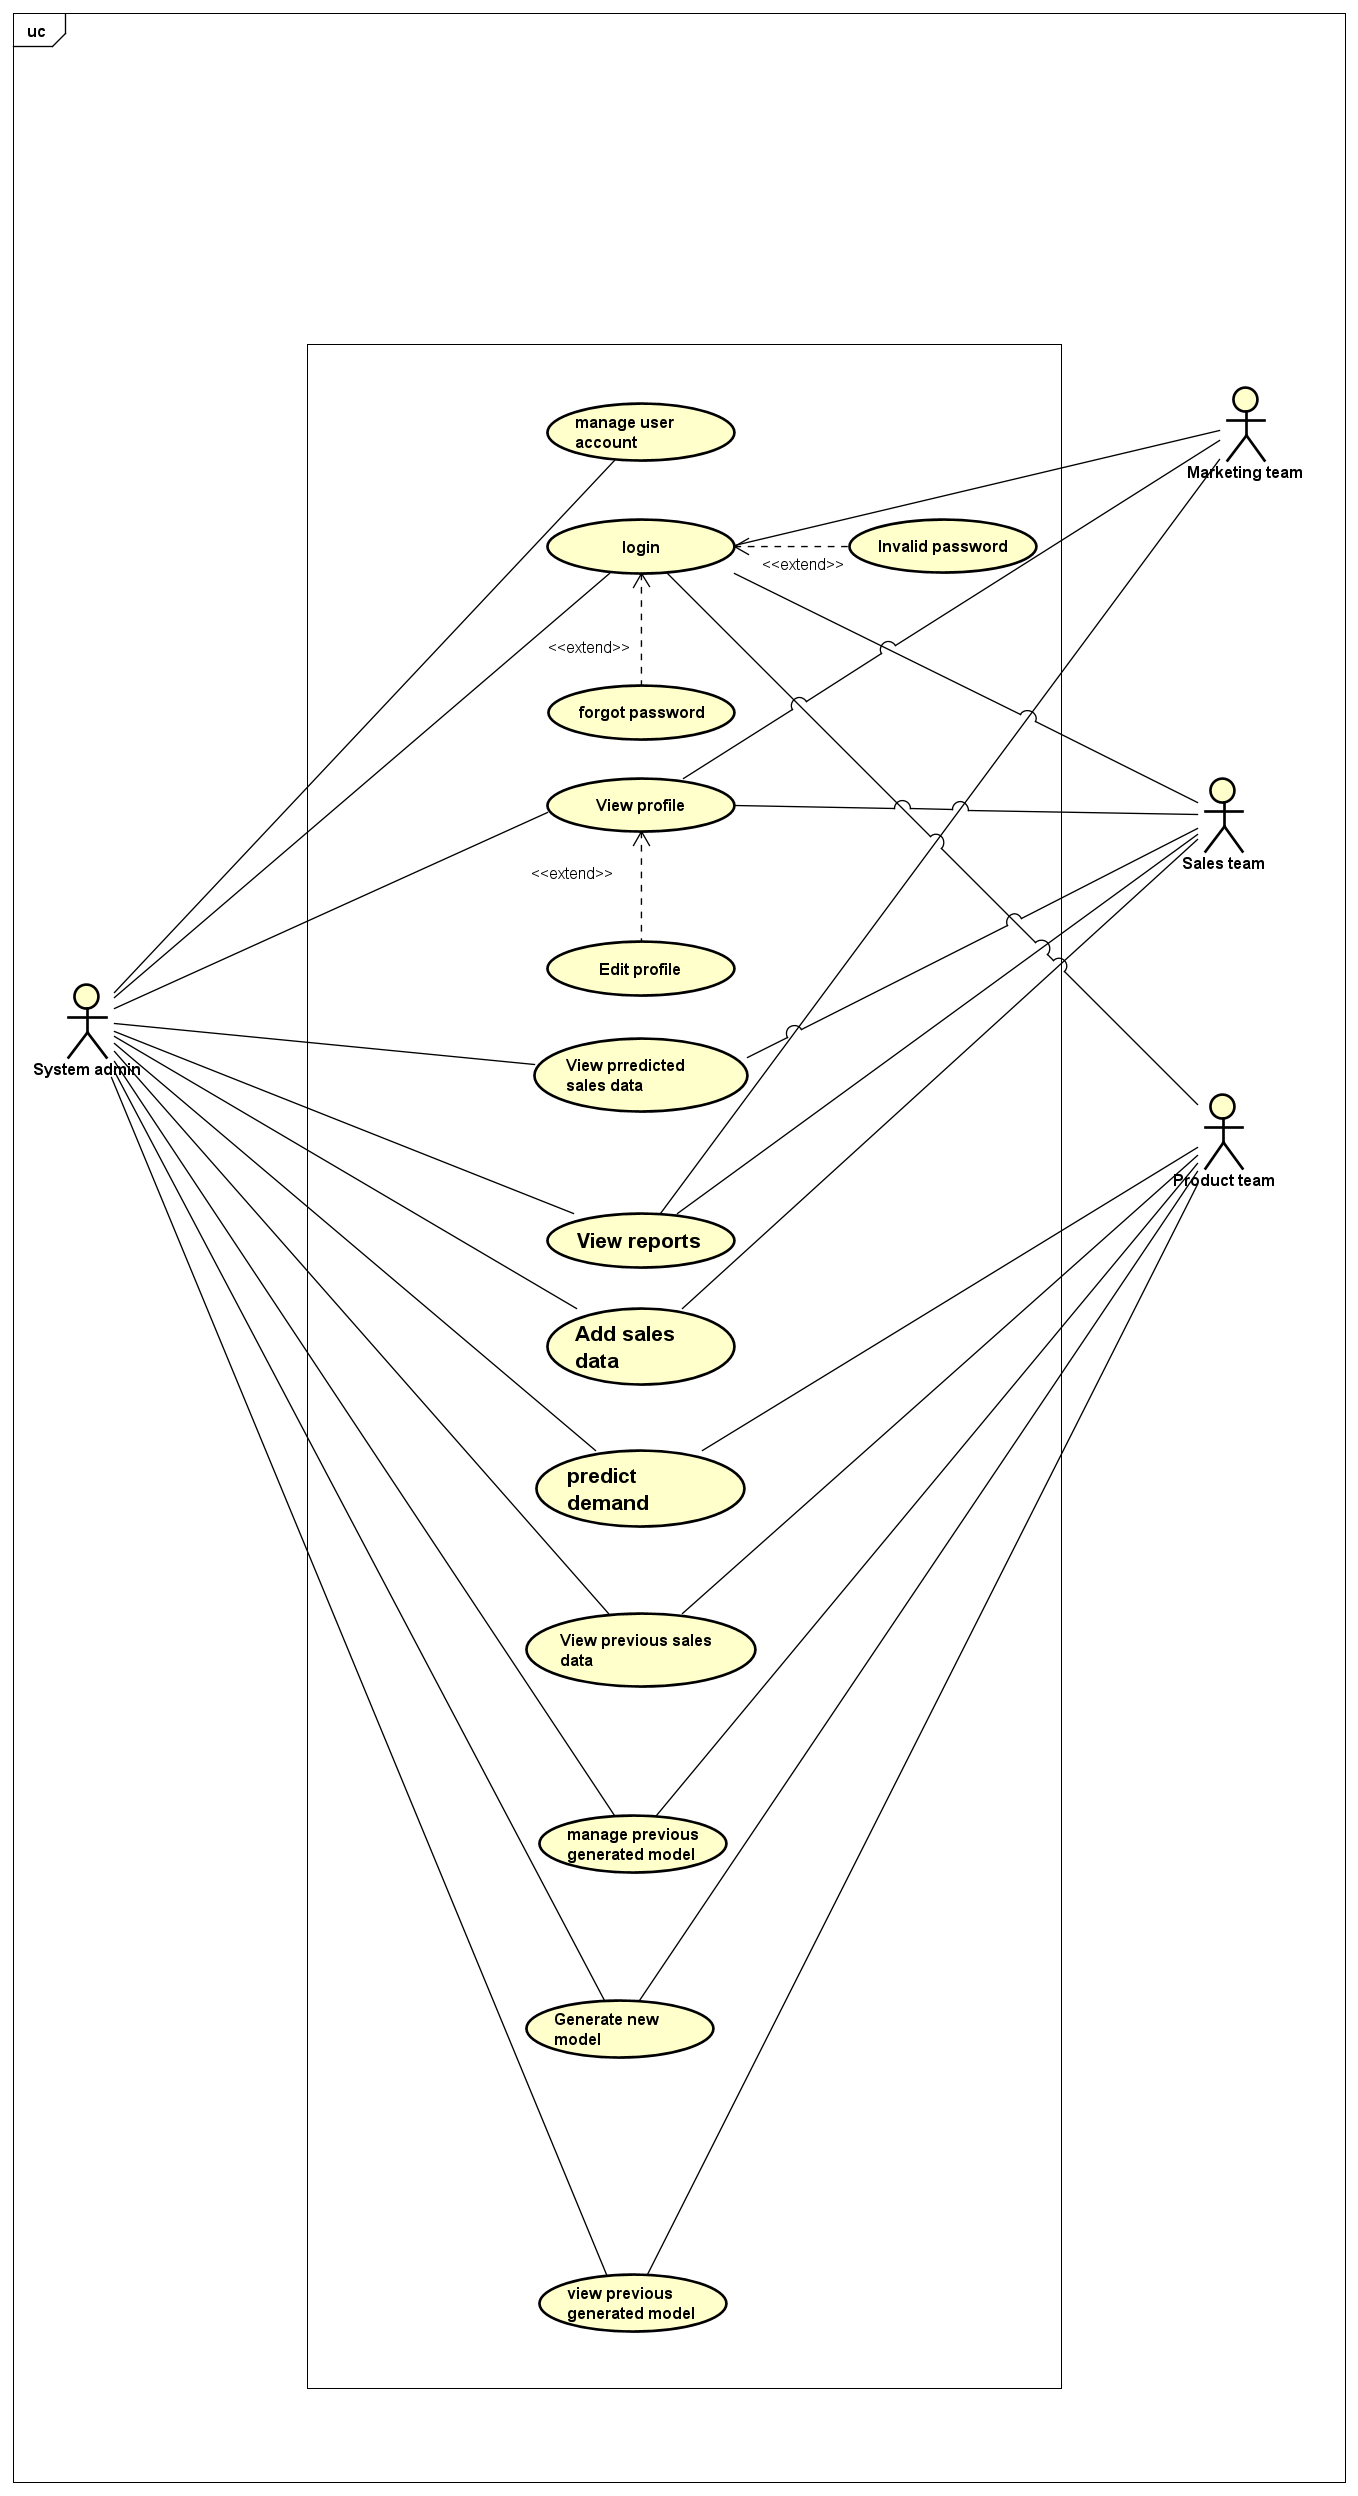 uc
manage user
account
Marketing team
login
Invalid password
<<extend>>
<<extend>>
forgot password
View profile
Sales team
<<extend>>
Edit profile
System admin
View prredicted
sales data
Product team
View reports
Add sales
data
predict
demand
View previous sales
data
manage previous
generated model
Generate new
model
view previous
generated model